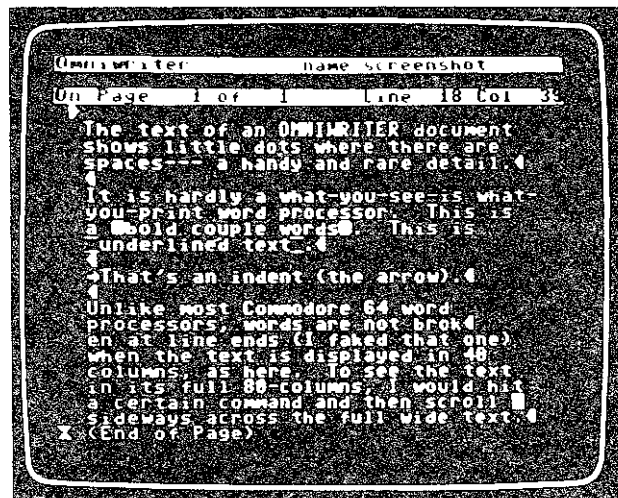 Omniwriter name screenshot
On Page 1 of 1 Line 18 Col 39
The text of an OMNIWRITER document
shows little dots where there are
spaces--- a handy and rare detail.
It is hardly a what-you-see-is what-
you-print word processor. This is
a bold couple words. This is
_underlined text_.
→That's an indent (the arrow).
Unlike most Commodore 64 word
processors, words are not brok
en at line ends (I faked that one)
when the text is displayed in 40
columns, as here. To see the text
in its full 80-columns, I would hit
a certain command and then scroll
sideways across the full wide text.
(End of Page)